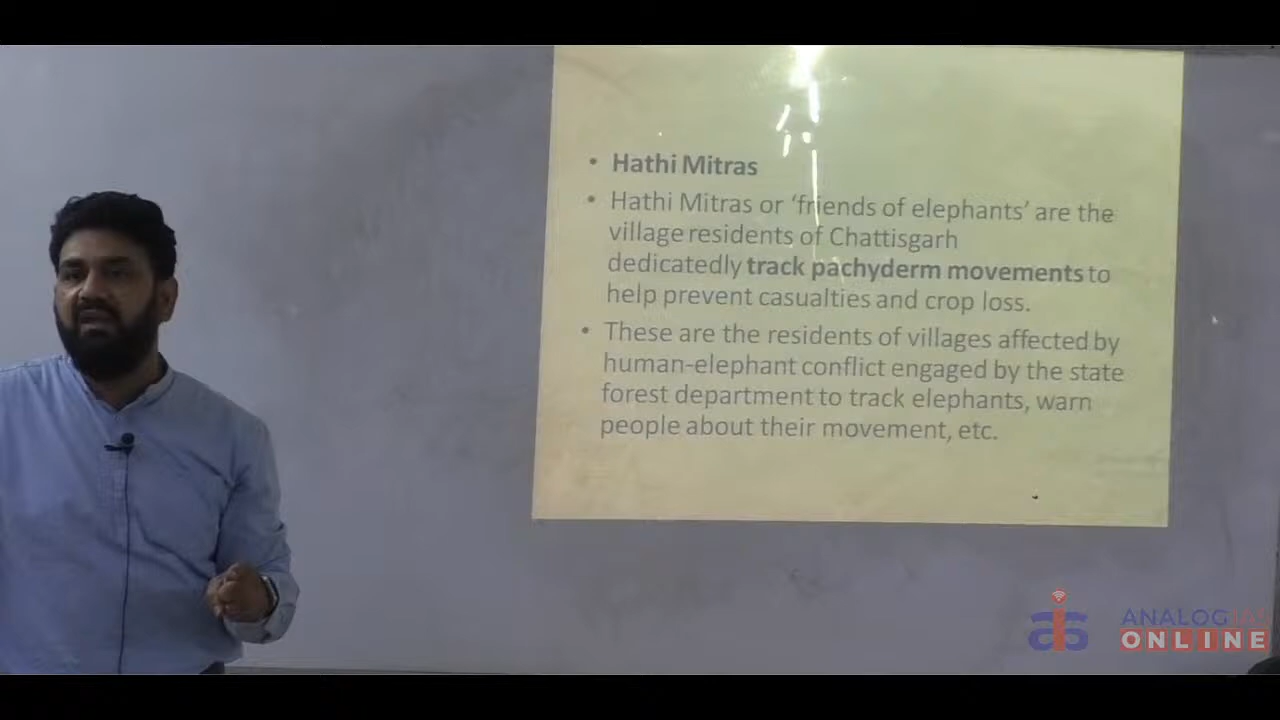 • Hathi Mitras
• Hathi Mitras or ‘friends of elephants’ are the
village residents of Chattisgarh
dedicatedly track pachyderm movements to
help prevent casualties and crop loss.
• These are the residents of villages affected by
human-elephant conflict engaged by the state
forest department to track elephants, warn
people about their movement, etc.
ANALOG IAS
ONLINE